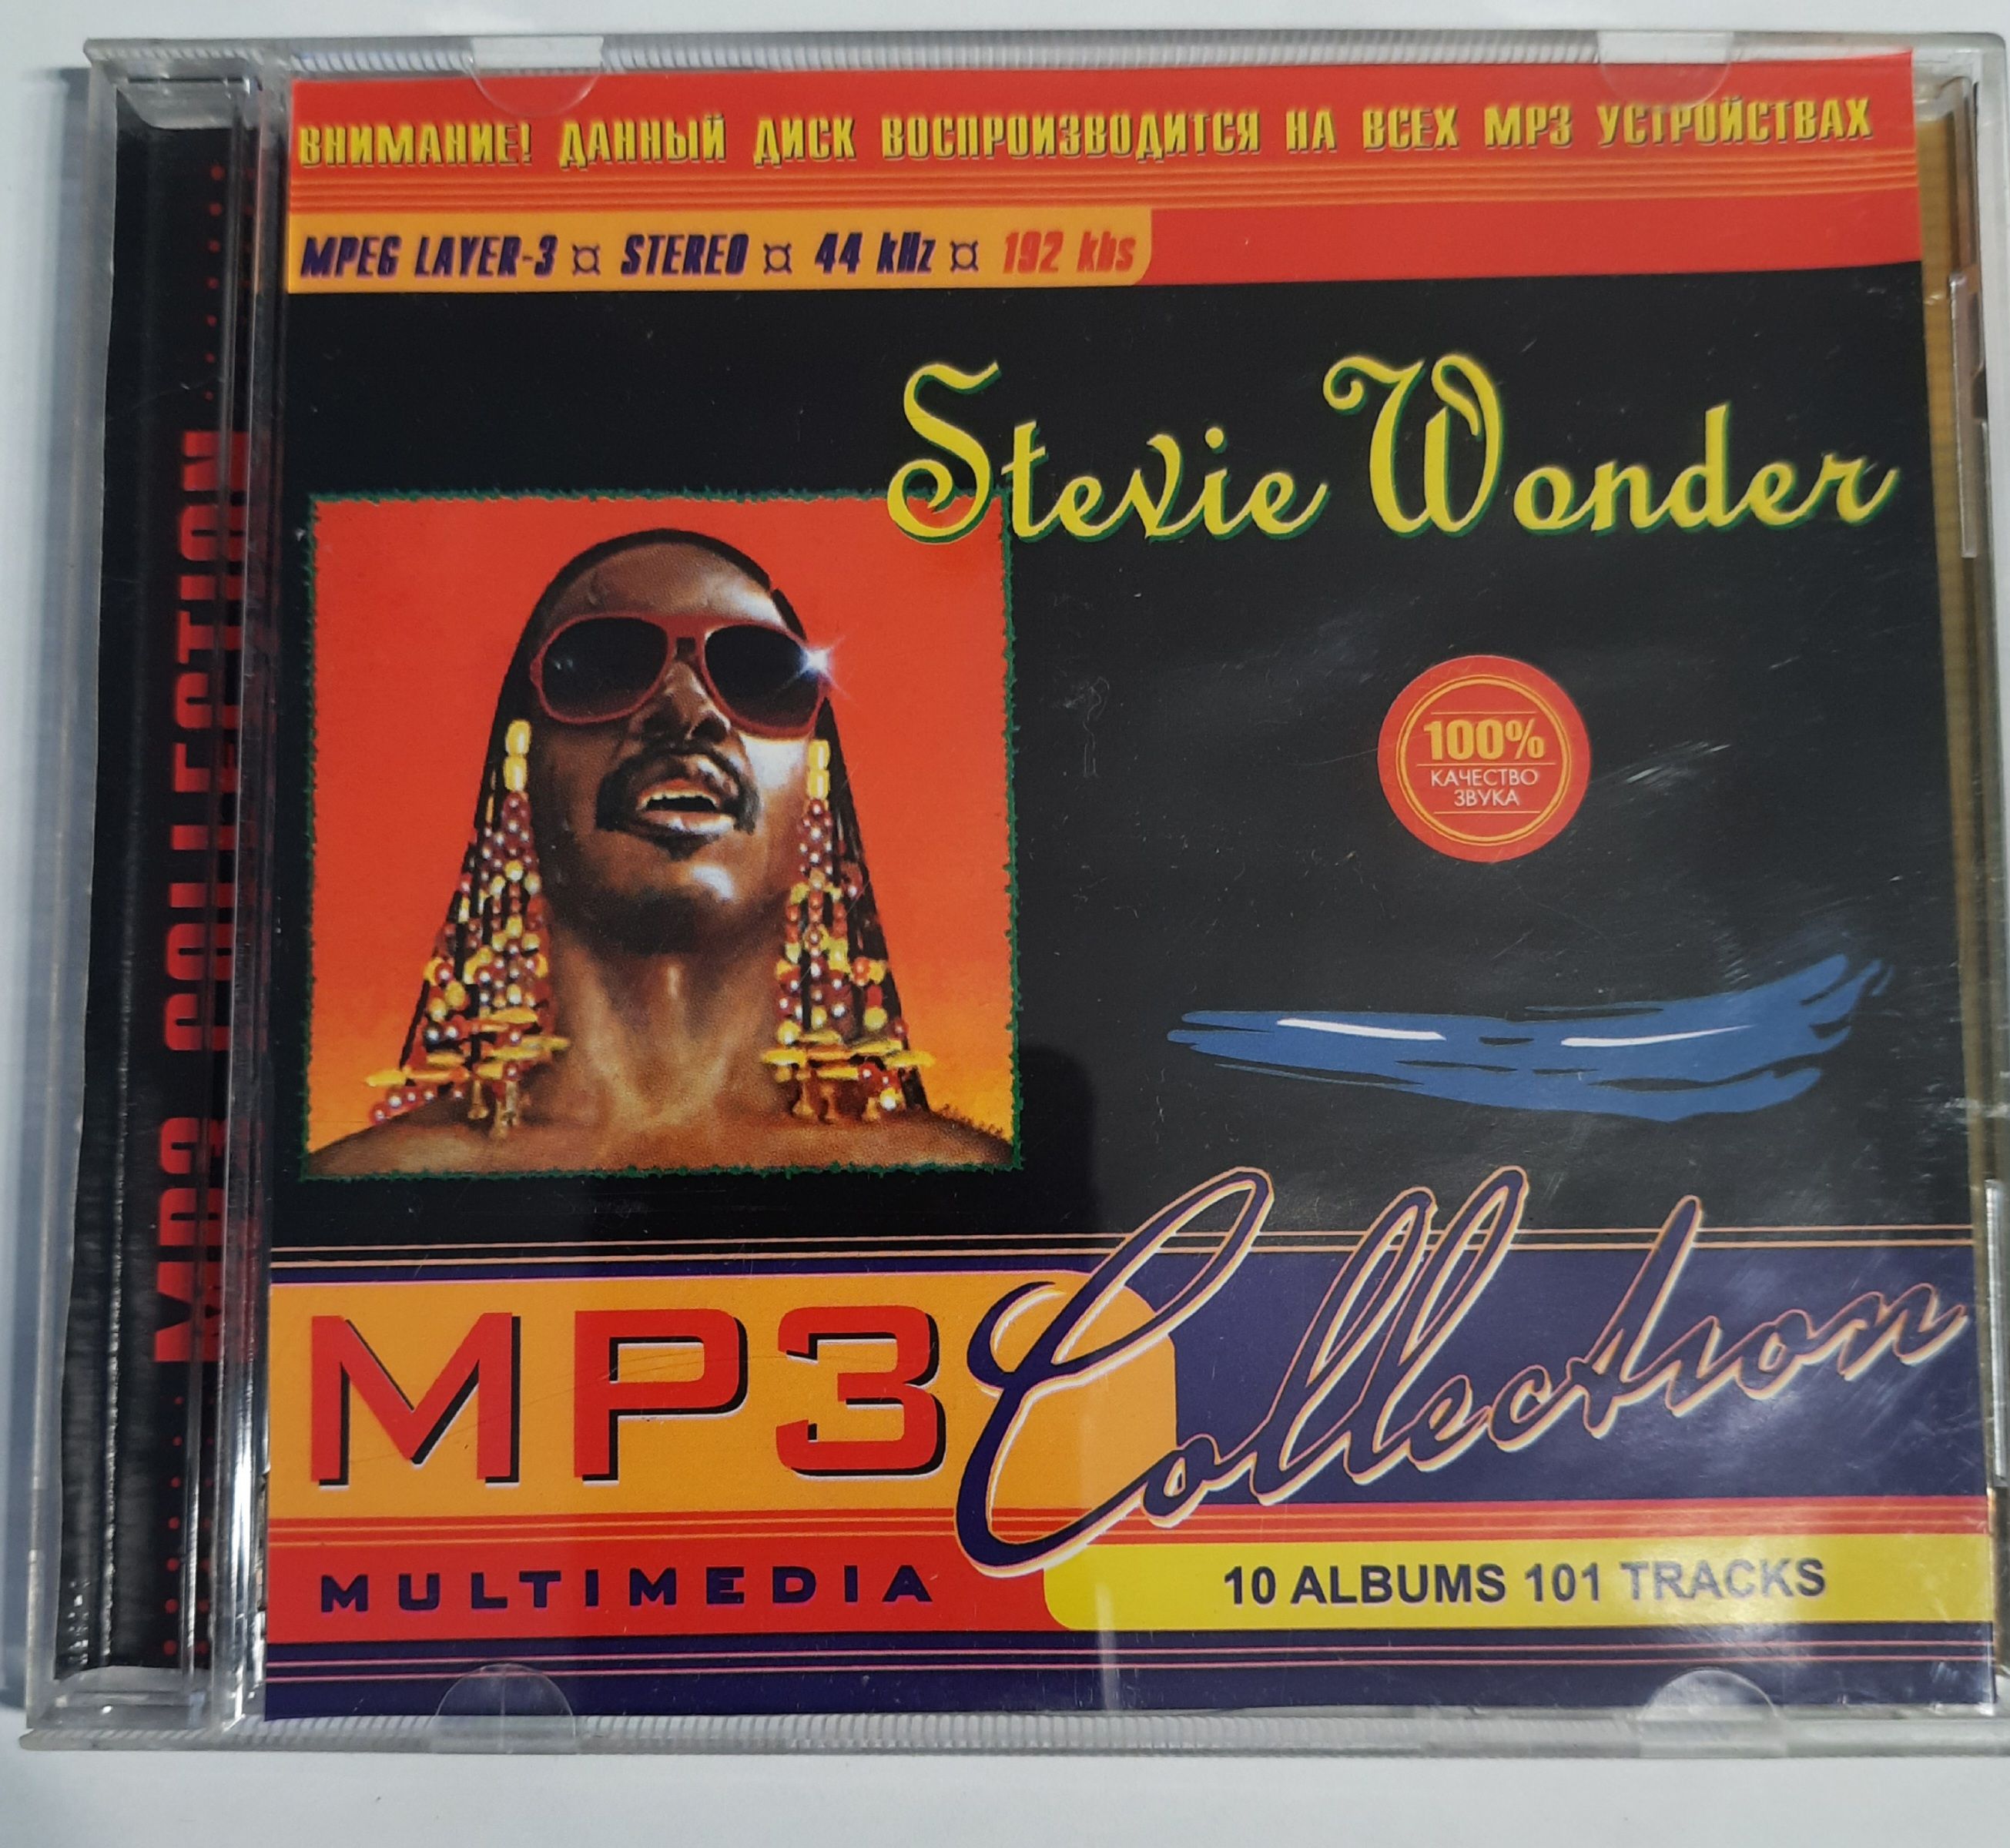 ВНИМАНИЕ! ДАННЫЙ ДИСК ВОСПРОИЗВОДИТСЯ НА ВСЕХ MP3 УСТРОЙСТВАХ
MPEG LAYER-3 ¤ STEREO ¤ 44 kHz ¤ 192 kbs
Stevie Wonder
100%
КАЧЕСТВО
ЗВУКА
MP3 COLLECTION
MP3 Collection
MULTIMEDIA
10 ALBUMS 101 TRACKS